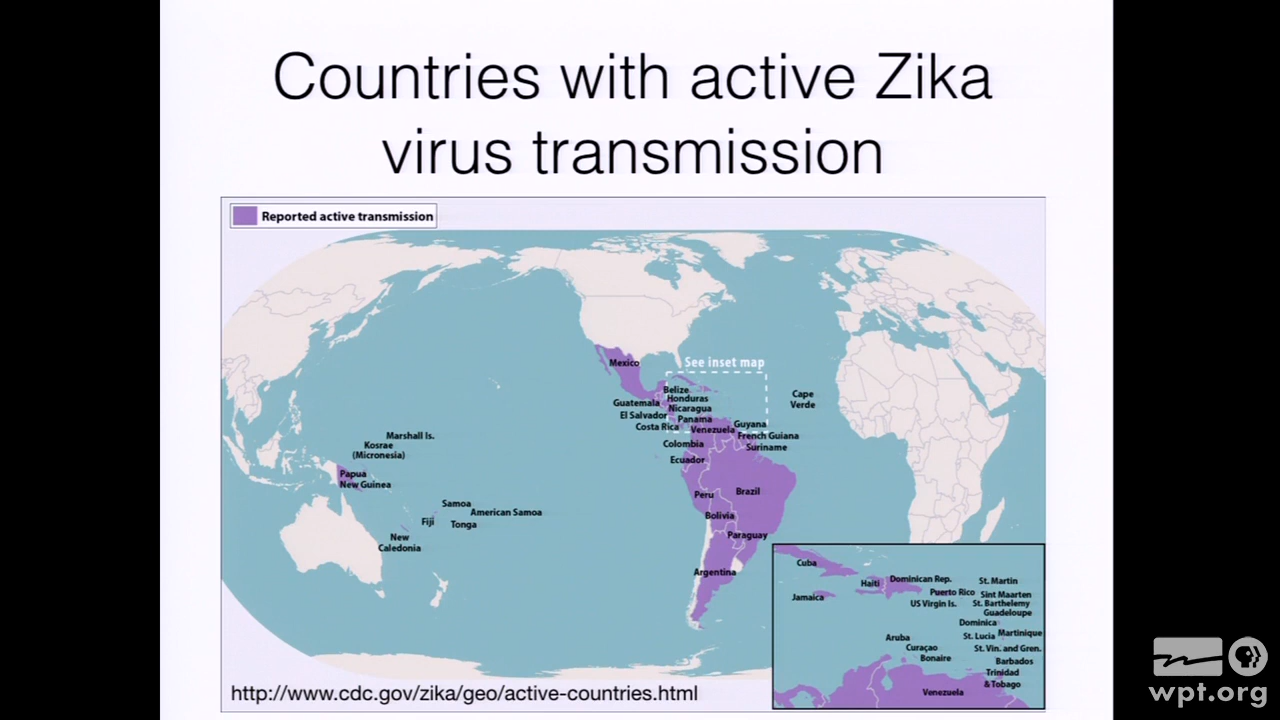 Countries with active Zika
virus transmission
Reported active transmission
See inset map
Mexico
Belize
Honduras
Guatemala
Nicaragua
El Salvador
Panama
Costa Rica
Venezuela
Guyana
French Guiana
Colombia
Suriname
Ecuador
Cape
Verde
Marshall Is.
Kosrae
(Micronesia)
Papua
New Guinea
Samoa
American Samoa
Fiji
Tonga
New
Caledonia
Peru
Brazil
Bolivia
Paraguay
Argentina
Cuba
Haiti
Dominican Rep.
St. Martin
Jamaica
Puerto Rico
Sint Maarten
US Virgin Is.
St. Barthelemy
Guadeloupe
Dominica
Aruba
St. Lucia
Martinique
Curaçao
St. Vin. and Gren.
Bonaire
Barbados
Trinidad
& Tobago
Venezuela
http://www.cdc.gov/zika/geo/active-countries.html
PBS
wpt.org